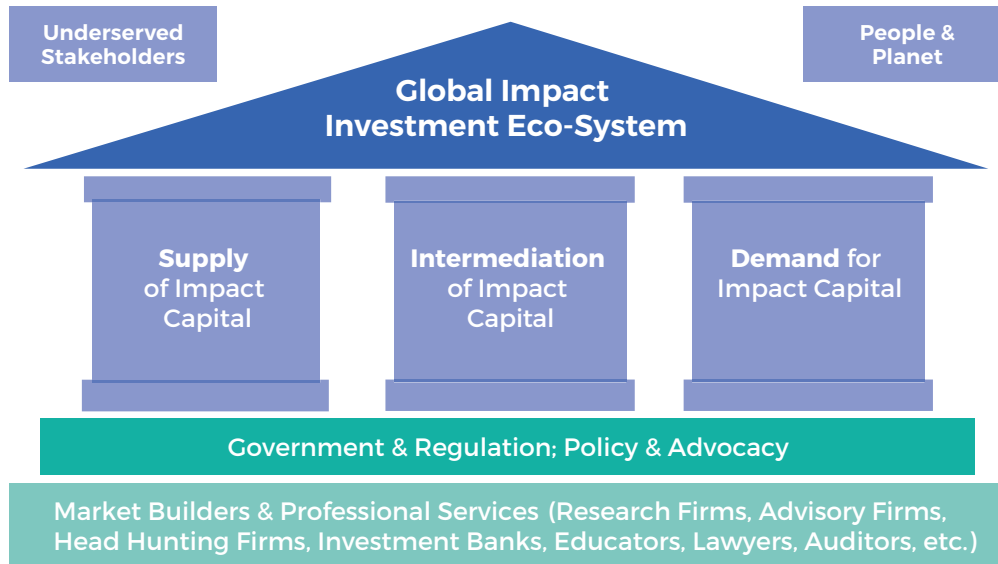 Underserved
Stakeholders
People &
Planet
Global Impact
Investment Eco-System
Supply
of Impact
Capital
Intermediation
of Impact
Capital
Demand for
Impact Capital
Government & Regulation; Policy & Advocacy
Market Builders & Professional Services (Research Firms, Advisory Firms,
Head Hunting Firms, Investment Banks, Educators, Lawyers, Auditors, etc.)